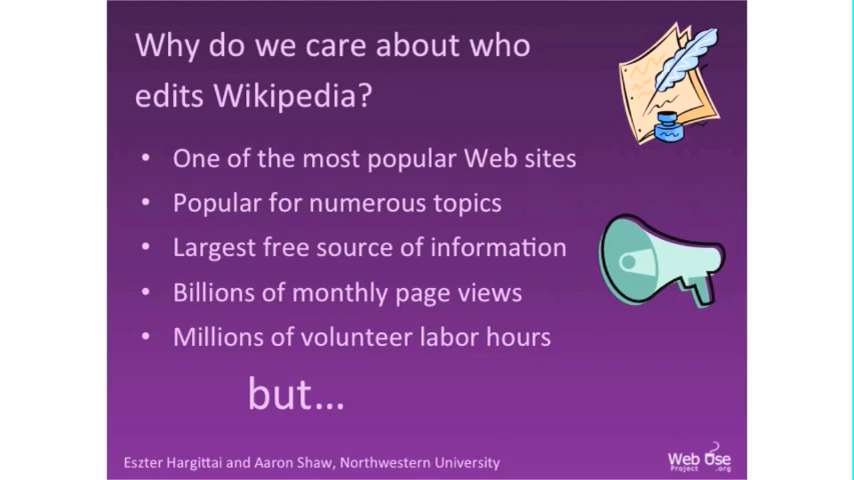 Why do we care about who
edits Wikipedia?
• One of the most popular Web sites
• Popular for numerous topics
• Largest free source of information
• Billions of monthly page views
• Millions of volunteer labor hours
but...
Eszter Hargittai and Aaron Shaw, Northwestern University
Web Use
Project .org